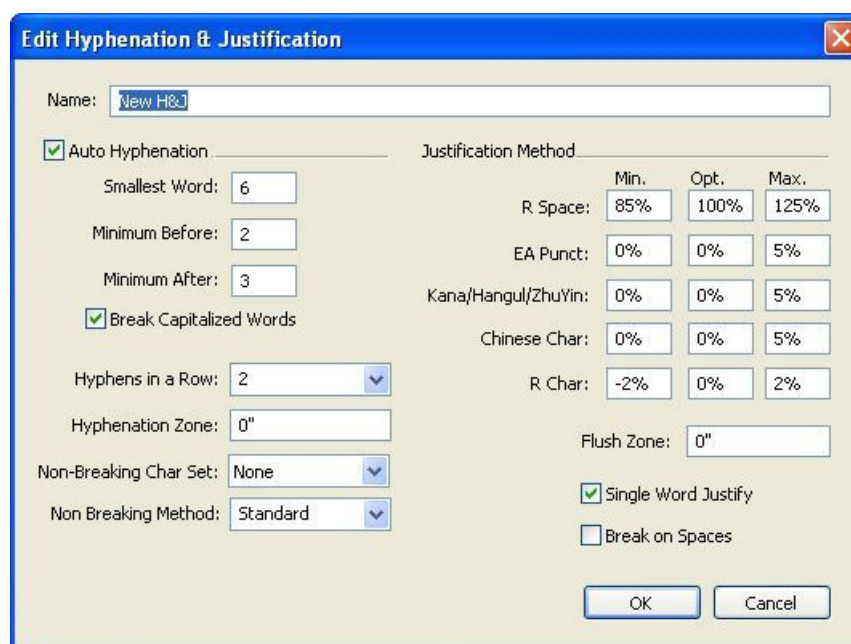 Edit Hyphenation & Justification
Name: New H&J
Auto Hyphenation
Smallest Word: 6
Minimum Before: 2
Minimum After: 3
Break Capitalized Words
Hyphens in a Row: 2
Hyphenation Zone: 0"
Non-Breaking Char Set: None
Non Breaking Method: Standard
Justification Method
Min. Opt. Max.
R Space: 85% 100% 125%
EA Punct: 0% 0% 5%
Kana/Hangul/ZhuYin: 0% 0% 5%
Chinese Char: 0% 0% 5%
R Char: -2% 0% 2%
Flush Zone: 0"
Single Word Justify
Break on Spaces
OK Cancel